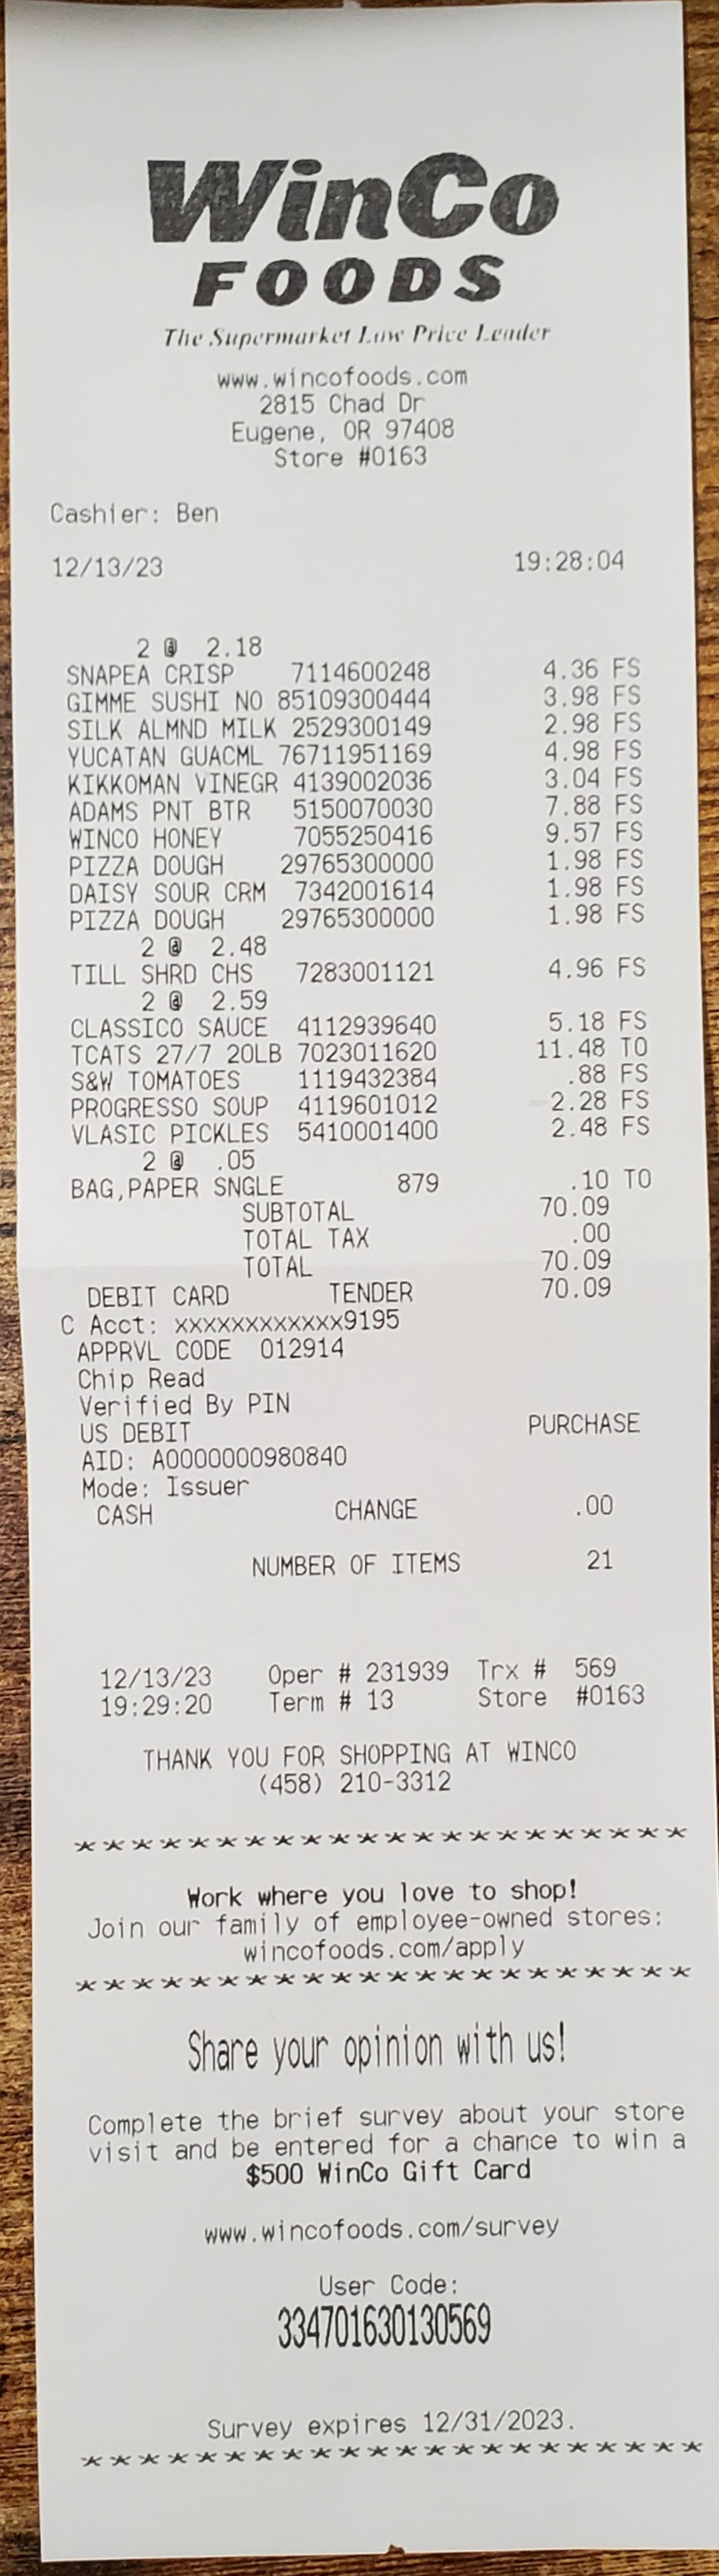 WinCo
FOODS
The Supermarket Low Price Leader
www.wincofoods.com
2815 Chad Dr
Eugene, OR 97408
Store #0163
Cashier: Ben
12/13/23 19:28:04
2 @ 2.18
SNAPEA CRISP 7114600248 4.36 FS
GIMME SUSHI NO 85109300444 3.98 FS
SILK ALMND MILK 2529300149 2.98 FS
YUCATAN GUACML 76711951169 4.98 FS
KIKKOMAN VINEGR 4139002036 3.04 FS
ADAMS PNT BTR 5150070030 7.88 FS
WINCO HONEY 7055250416 9.57 FS
PIZZA DOUGH 29765300000 1.98 FS
DAISY SOUR CRM 7342001614 1.98 FS
PIZZA DOUGH 29765300000 1.98 FS
2 @ 2.48
TILL SHRD CHS 7283001121 4.96 FS
2 @ 2.59
CLASSICO SAUCE 4112939640 5.18 FS
TCATS 27/7 20LB 7023011620 11.48 TO
S&W TOMATOES 1119432384 .88 FS
PROGRESSO SOUP 4119601012 2.28 FS
VLASIC PICKLES 5410001400 2.48 FS
2 @ .05
BAG,PAPER SNGLE 879 .10 TO
SUBTOTAL 70.09
TOTAL TAX .00
TOTAL 70.09
DEBIT CARD TENDER 70.09
C Acct: xxxxxxxxxxxx9195
APPRVL CODE 012914
Chip Read
Verified By PIN
US DEBIT PURCHASE
AID: A0000000980840
Mode: Issuer
CASH CHANGE .00
NUMBER OF ITEMS 21
12/13/23 Oper # 231939 Trx # 569
19:29:20 Term # 13 Store #0163
THANK YOU FOR SHOPPING AT WINCO
(458) 210-3312
**********************
Work where you love to shop!
Join our family of employee-owned stores:
wincofoods.com/apply
**********************
Share your opinion with us!
Complete the brief survey about your store
visit and be entered for a chance to win a
$500 WinCo Gift Card
www.wincofoods.com/survey
User Code:
334701630130569
Survey expires 12/31/2023.
**********************